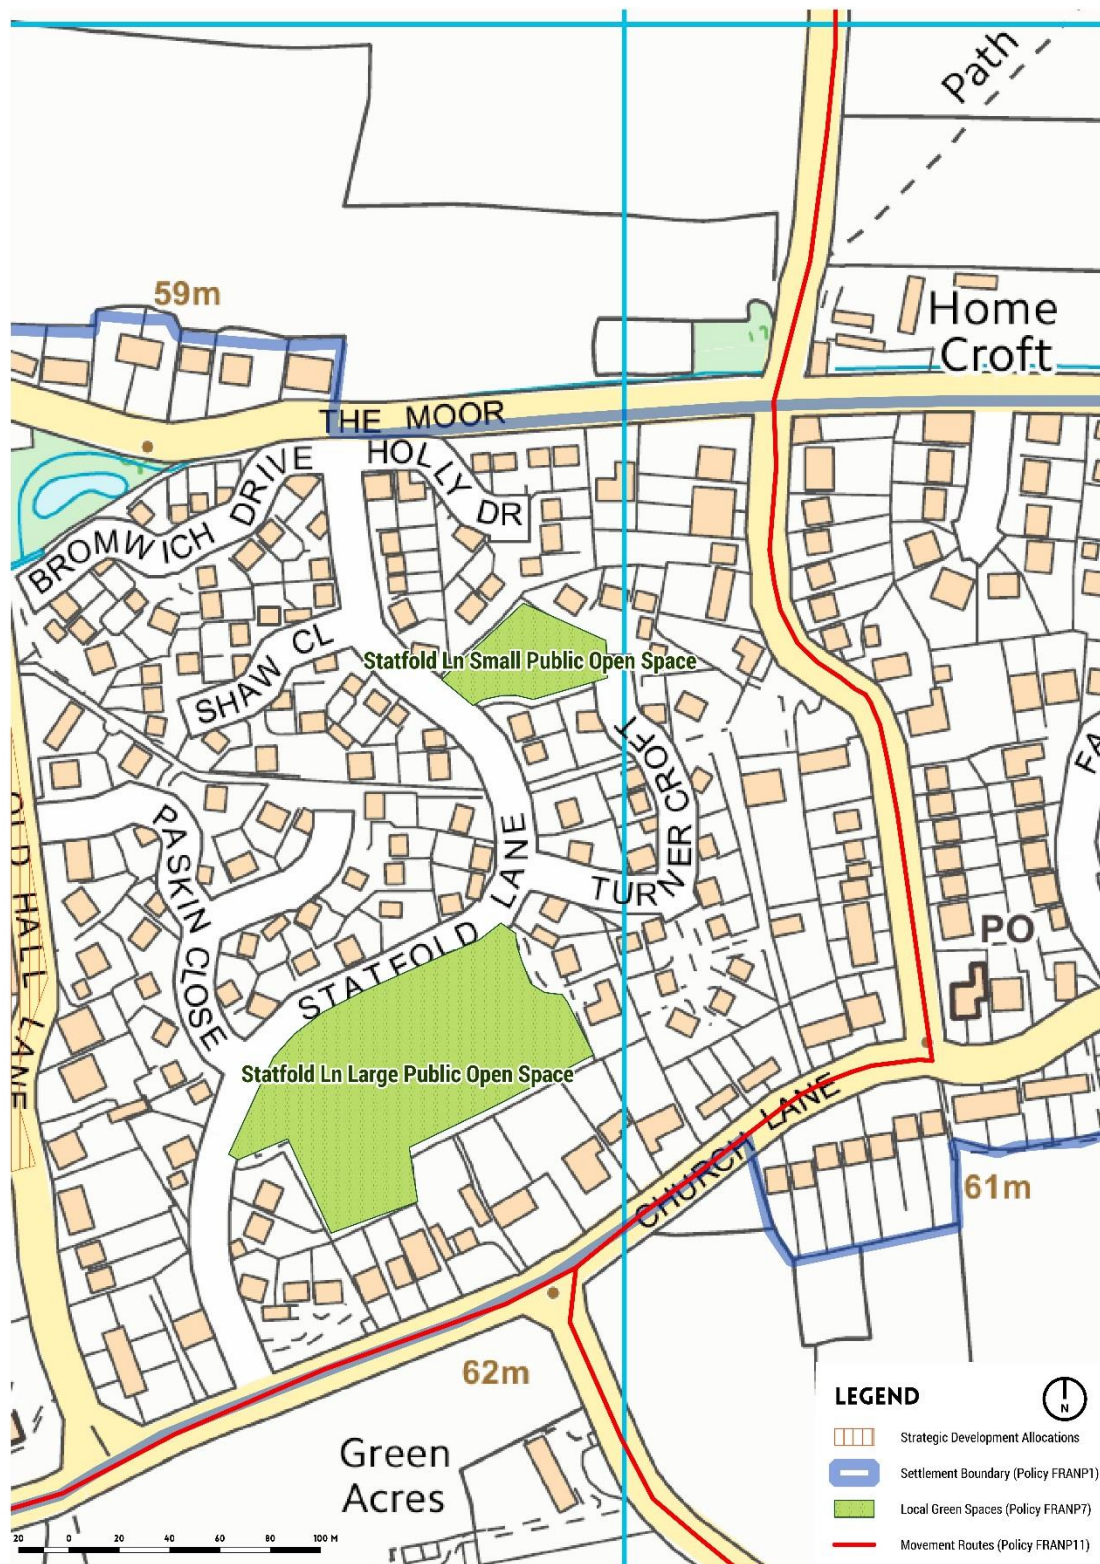 Path
59m
Home
Croft
THE MOOR
HOLLY DR
BROMWICH DRIVE
SHAW CL
Statfold Ln Small Public Open Space
TURNER CROFT
PASKIN CLOSE
STATFOLD LANE
OLD HALL LANE
FA
PO
Statfold Ln Large Public Open Space
CHURCH LANE
61m
62m
Green
Acres
LEGEND
N
Strategic Development Allocations
Settlement Boundary (Policy FRANP1)
Local Green Spaces (Policy FRANP7)
Movement Routes (Policy FRANP11)
20 0 20 40 60 80 100 M